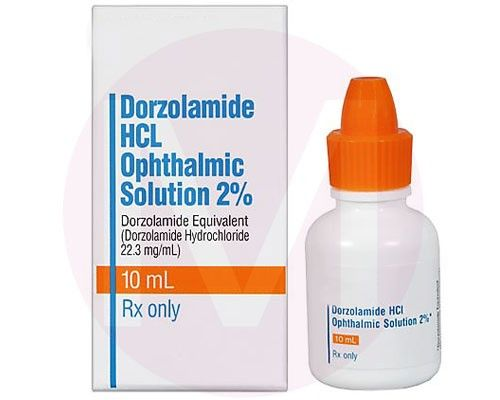 Dorzolamide
HCL
Ophthalmic
Solution 2%
Dorzolamide Equivalent
(Dorzolamide Hydrochloride
22.3 mg/mL)
10 mL
Rx only
Dorzolamide HCl
Ophthalmic Solution 2%*
10 mL
Rx only